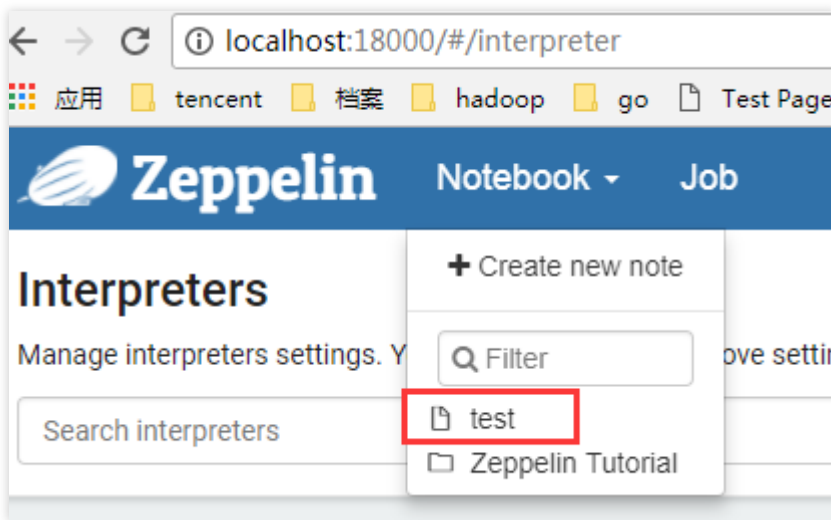 localhost:18000/#/interpreter
应用 tencent 档案 hadoop go Test Page
Zeppelin Notebook Job
+ Create new note
Interpreters
Manage interpreters settings. Y ove settin
Filter
Search interpreters
test
Zeppelin Tutorial